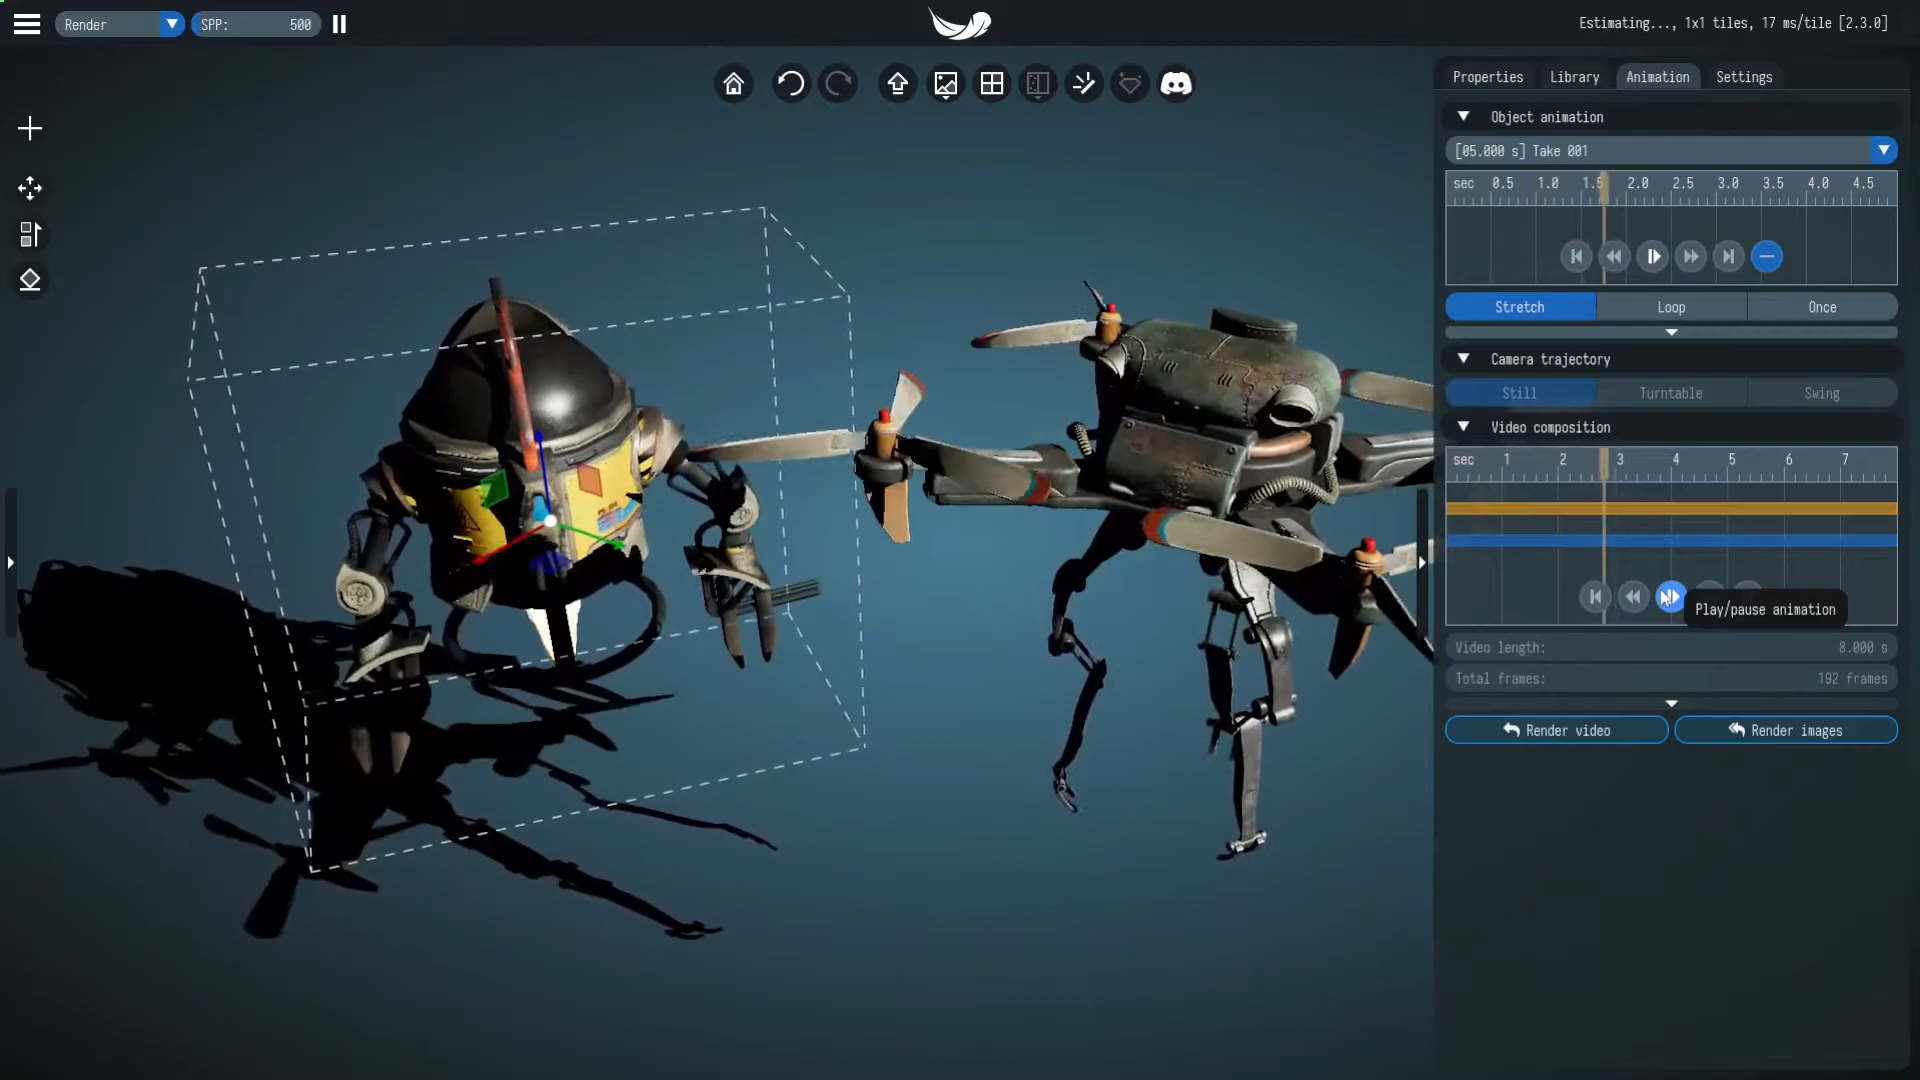 Render
SPP: 500
Estimating..., 1x1 tiles, 17 ms/tile [2.3.0]
Properties Library Animation Settings
Object animation
[05.000 s] Take 001
sec 0.5 1.0 1.5 2.0 2.5 3.0 3.5 4.0 4.5
Stretch Loop Once
Camera trajectory
Still Turntable Swing
Video composition
sec 1 2 3 4 5 6 7
Play/pause animation
Video length: 8.000 s
Total frames: 192 frames
Render video Render images